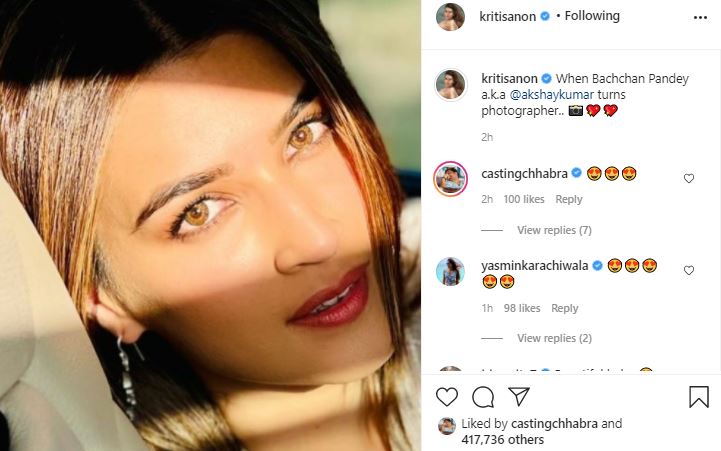 kritisanon • Following
kritisanon When Bachchan Pandey
a.k.a @akshaykumar turns
photographer.. 📸💖💖
2h
castingchhabra 😍😍😍
2h 100 likes Reply
View replies (7)
yasminkarachiwala 😍😍😍
😍😍
1h 98 likes Reply
View replies (2)
Liked by castingchhabra and
417,736 others